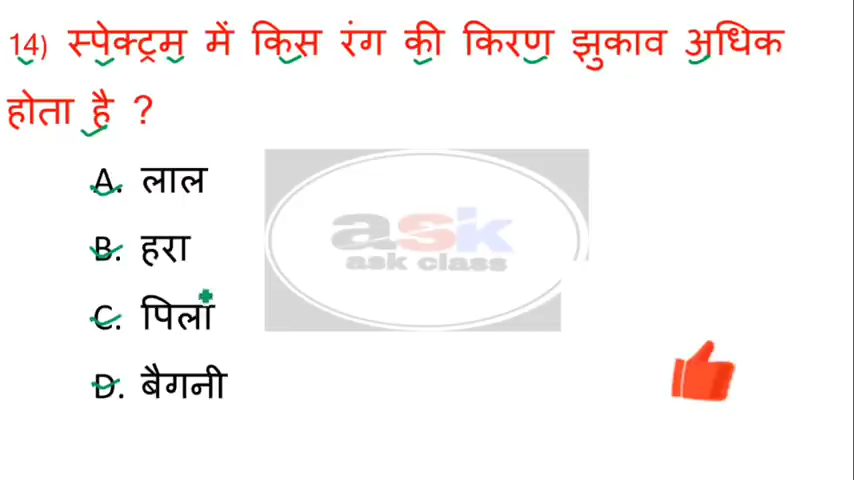 14) स्पेक्ट्रम में किस रंग की किरण झुकाव अधिक
होता है ?
A. लाल
B. हरा
C. पिला
D. बैगनी
ask
ask class